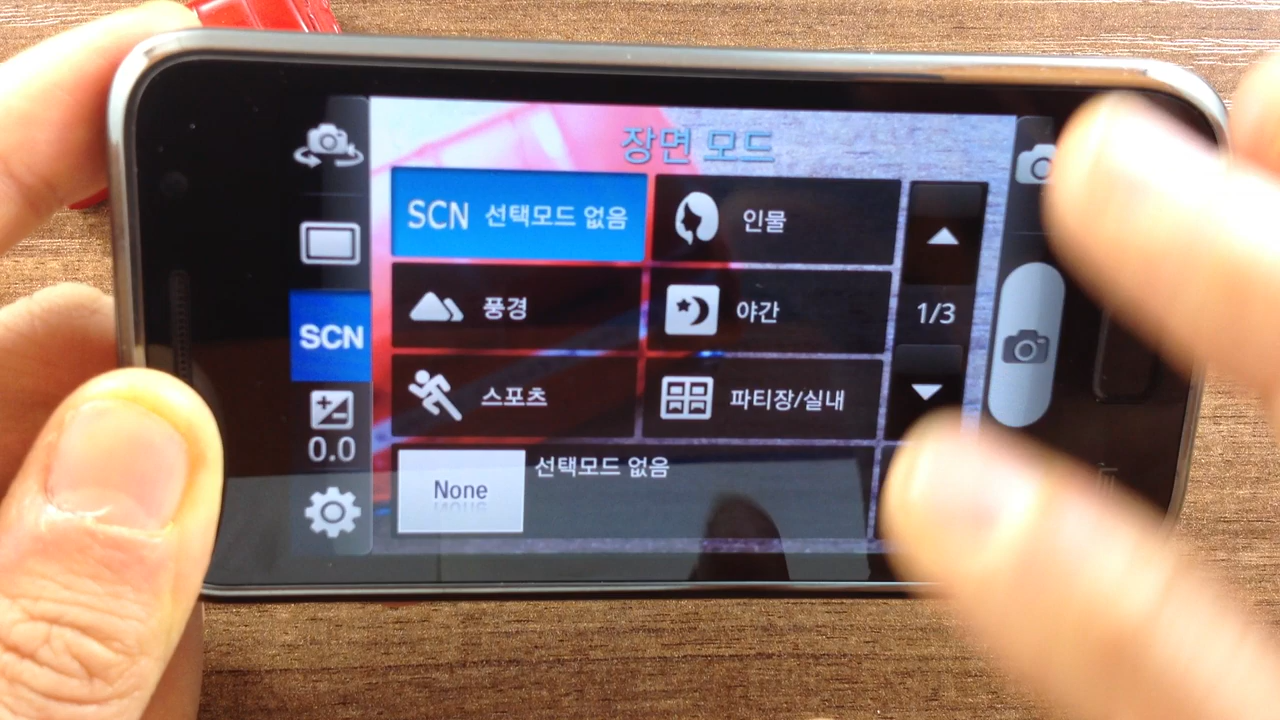 장면 모드
SCN 선택모드 없음
인물
풍경
야간
1/3
SCN
스포츠
파티장/실내
0.0
선택모드 없음
None